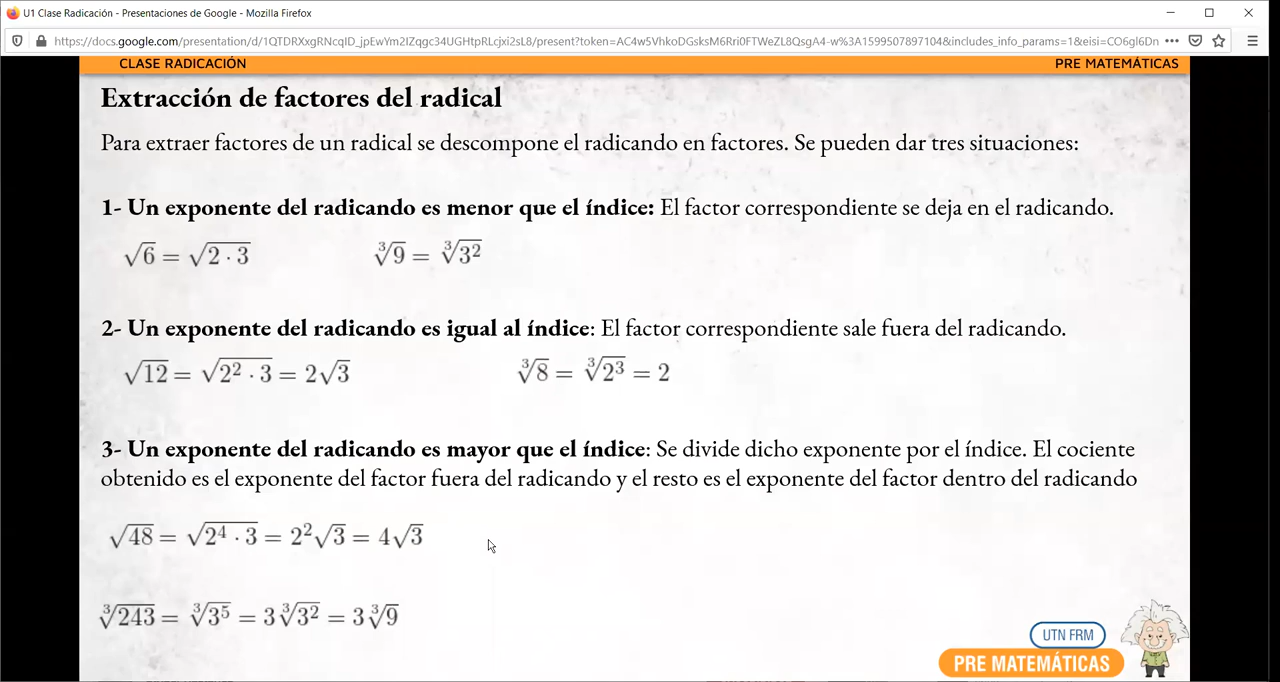 U1 Clase Radicación - Presentaciones de Google - Mozilla Firefox
https://docs.google.com/presentation/d/1QTDRXxgRNcqID_jpEwYm2IZqgc34UGHtpRLcjxi2sL8/present?token=AC4w5VhkoDGsksM6Rri0FTWeZL8QsgA4-w%3A1599507897104&includes_info_params=1&eisi=CO6gI6Dn
CLASE RADICACIÓN PRE MATEMÁTICAS
Extracción de factores del radical
Para extraer factores de un radical se descompone el radicando en factores. Se pueden dar tres situaciones:
1- Un exponente del radicando es menor que el índice: El factor correspondiente se deja en el radicando.
√6 = √(2 · 3) ∛9 = ∛(3²)
2- Un exponente del radicando es igual al índice: El factor correspondiente sale fuera del radicando.
√12 = √(2² · 3) = 2√3 ∛8 = ∛(2³) = 2
3- Un exponente del radicando es mayor que el índice: Se divide dicho exponente por el índice. El cociente
obtenido es el exponente del factor fuera del radicando y el resto es el exponente del factor dentro del radicando
√48 = √(2⁴ · 3) = 2²√3 = 4√3
∛243 = ∛(3⁵) = 3∛(3²) = 3∛9
UTN FRM
PRE MATEMÁTICAS